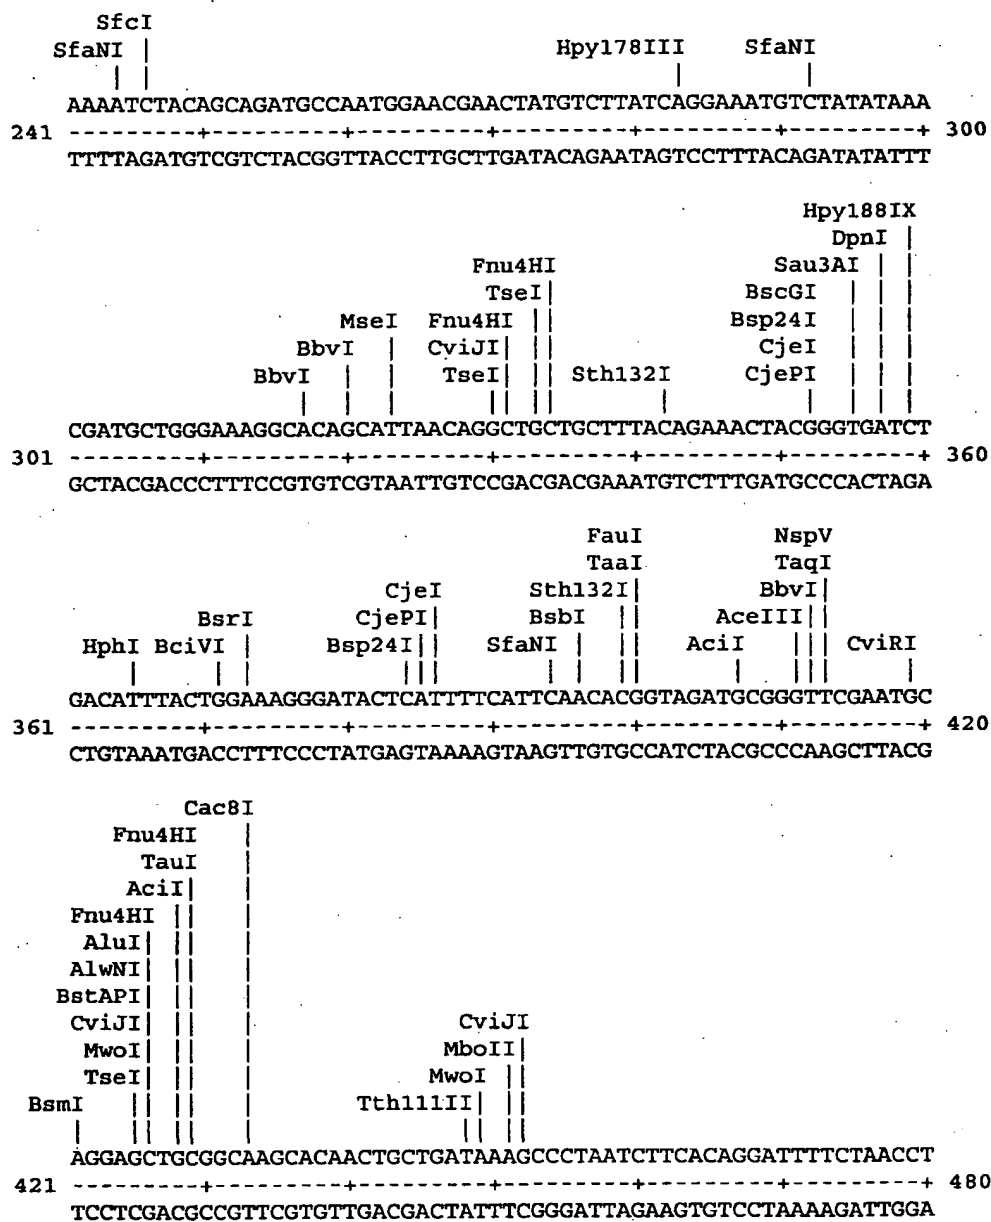 SfcI
SfaNI |
Hpy178III SfaNI
AAAATCTACAGCAGATGCCAATGGAACGAACTATGTCTTATCAGGAAATGTCTATATAAA
241 ---------+---------+---------+---------+---------+---------+ 300
TTTTAGATGTCGTCTACGGTTACCTTGCTTGATACAGAATAGTCCTTTACAGATATATTT
Hpy188IX
DpnI |
Fnu4HI Sau3AI | |
TseI| BscGI | | |
MseI Fnu4HI || Bsp24I | | |
BbvI | CviJI| || CjeI | | |
BbvI | | TseI| || Sth132I CjePI | | |
CGATGCTGGGAAAGGCACAGCATTAACAGGCTGCTGCTTTACAGAAACTACGGGTGATCT
301 ---------+---------+---------+---------+---------+---------+ 360
GCTACGACCCTTTCCGTGTCGTAATTGTCCGACGACGAAATGTCTTTGATGCCCACTAGA
FauI NspV
TaaI TaqI
CjeI Sth132I| BbvI|
BsrI CjePI| BsbI || AceIII||
HphI BciVI | Bsp24I || SfaNI | || AciI ||| CviRI
GACATTTACTGGAAAGGGATACTCATTTTCATTCAACACGGTAGATGCGGGTTCGAATGC
361 ---------+---------+---------+---------+---------+---------+ 420
CTGTAAATGACCTTTCCCTATGAGTAAAAGTAAGTTGTGCCATCTACGCCCAAGCTTACG
Cac8I
Fnu4HI |
TauI |
AciI| |
Fnu4HI || |
AluI| || |
AlwNI| || |
BstAPI| || |
CviJI| || | CviJI
MwoI| || | MboII|
TseI| || | MwoI ||
BsmI || || | Tth111II| ||
AGGAGCTGCGGCAAGCACAACTGCTGATAAAGCCCTAATCTTCACAGGATTTTCTAACCT
421 ---------+---------+---------+---------+---------+---------+ 480
TCCTCGACGCCGTTCGTGTTGACGACTATTTCGGGATTAGAAGTGTCCTAAAAGATTGGA